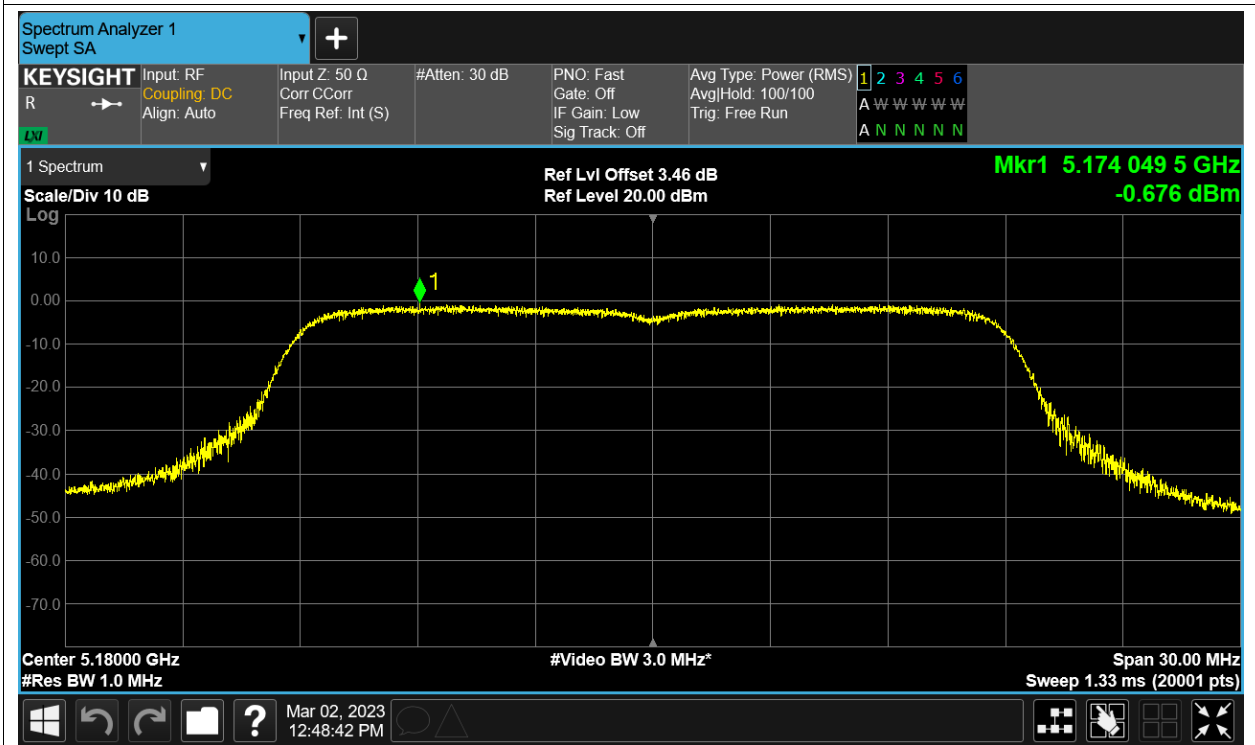 Spectrum Analyzer 1
Swept SA
KEYSIGHT
R
LXI
Input: RF
Coupling: DC
Align: Auto
Input Z: 50 Ω
Corr CCorr
Freq Ref: Int (S)
#Atten: 30 dB
PNO: Fast
Gate: Off
IF Gain: Low
Sig Track: Off
Avg Type: Power (RMS)
Avg|Hold: 100/100
Trig: Free Run
1 2 3 4 5 6
A W W W W W
A N N N N N
1 Spectrum
Scale/Div 10 dB
Log
Ref Lvl Offset 3.46 dB
Ref Level 20.00 dBm
Mkr1 5.174 049 5 GHz
-0.676 dBm
1
10.0
0.00
-10.0
-20.0
-30.0
-40.0
-50.0
-60.0
-70.0
Center 5.18000 GHz
#Res BW 1.0 MHz
#Video BW 3.0 MHz*
Span 30.00 MHz
Sweep 1.33 ms (20001 pts)
?
Mar 02, 2023
12:48:42 PM